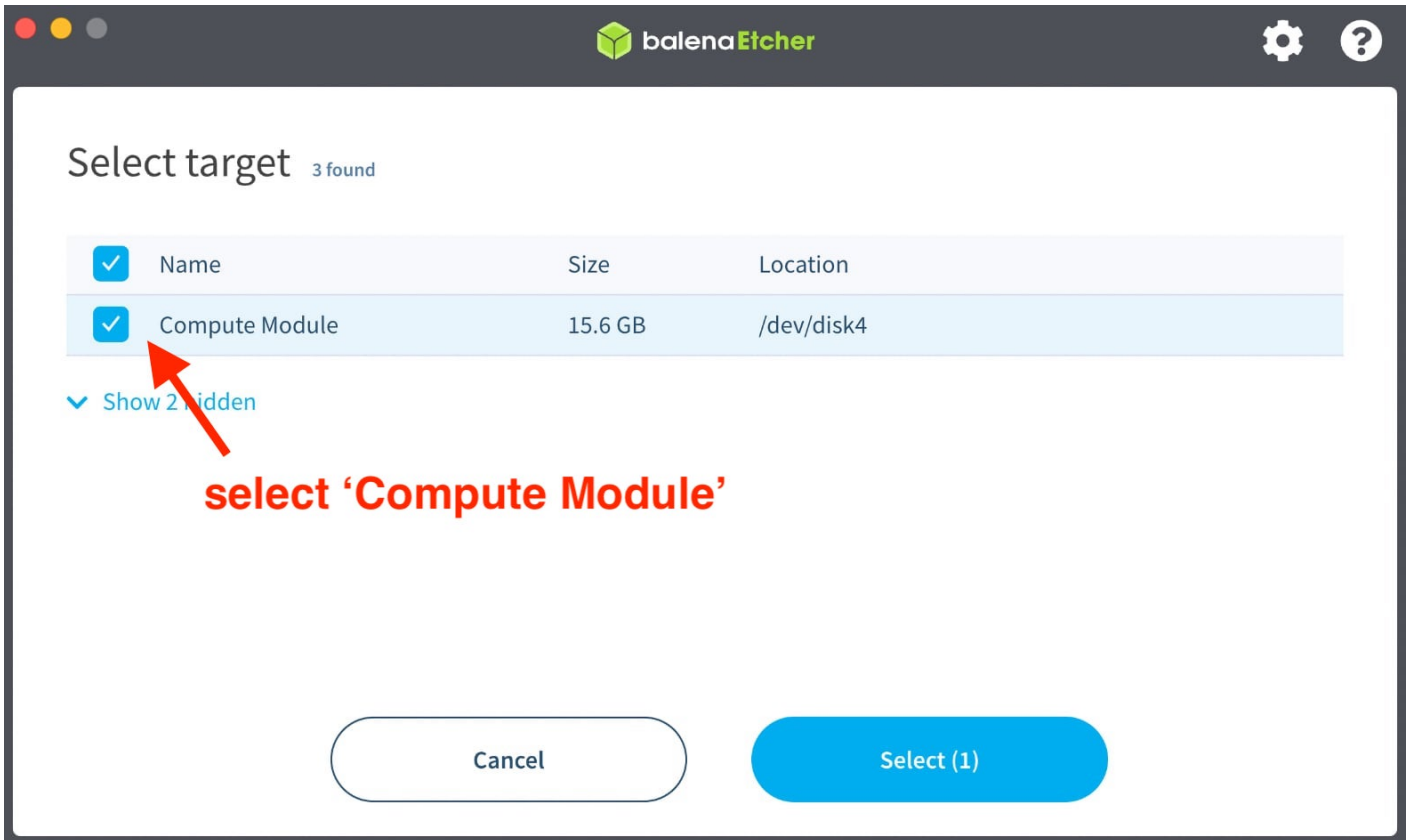 balenaEtcher
Select target 3 found
Name Size Location
Compute Module 15.6 GB /dev/disk4
Show 2 hidden
select ‘Compute Module’
Cancel Select (1)